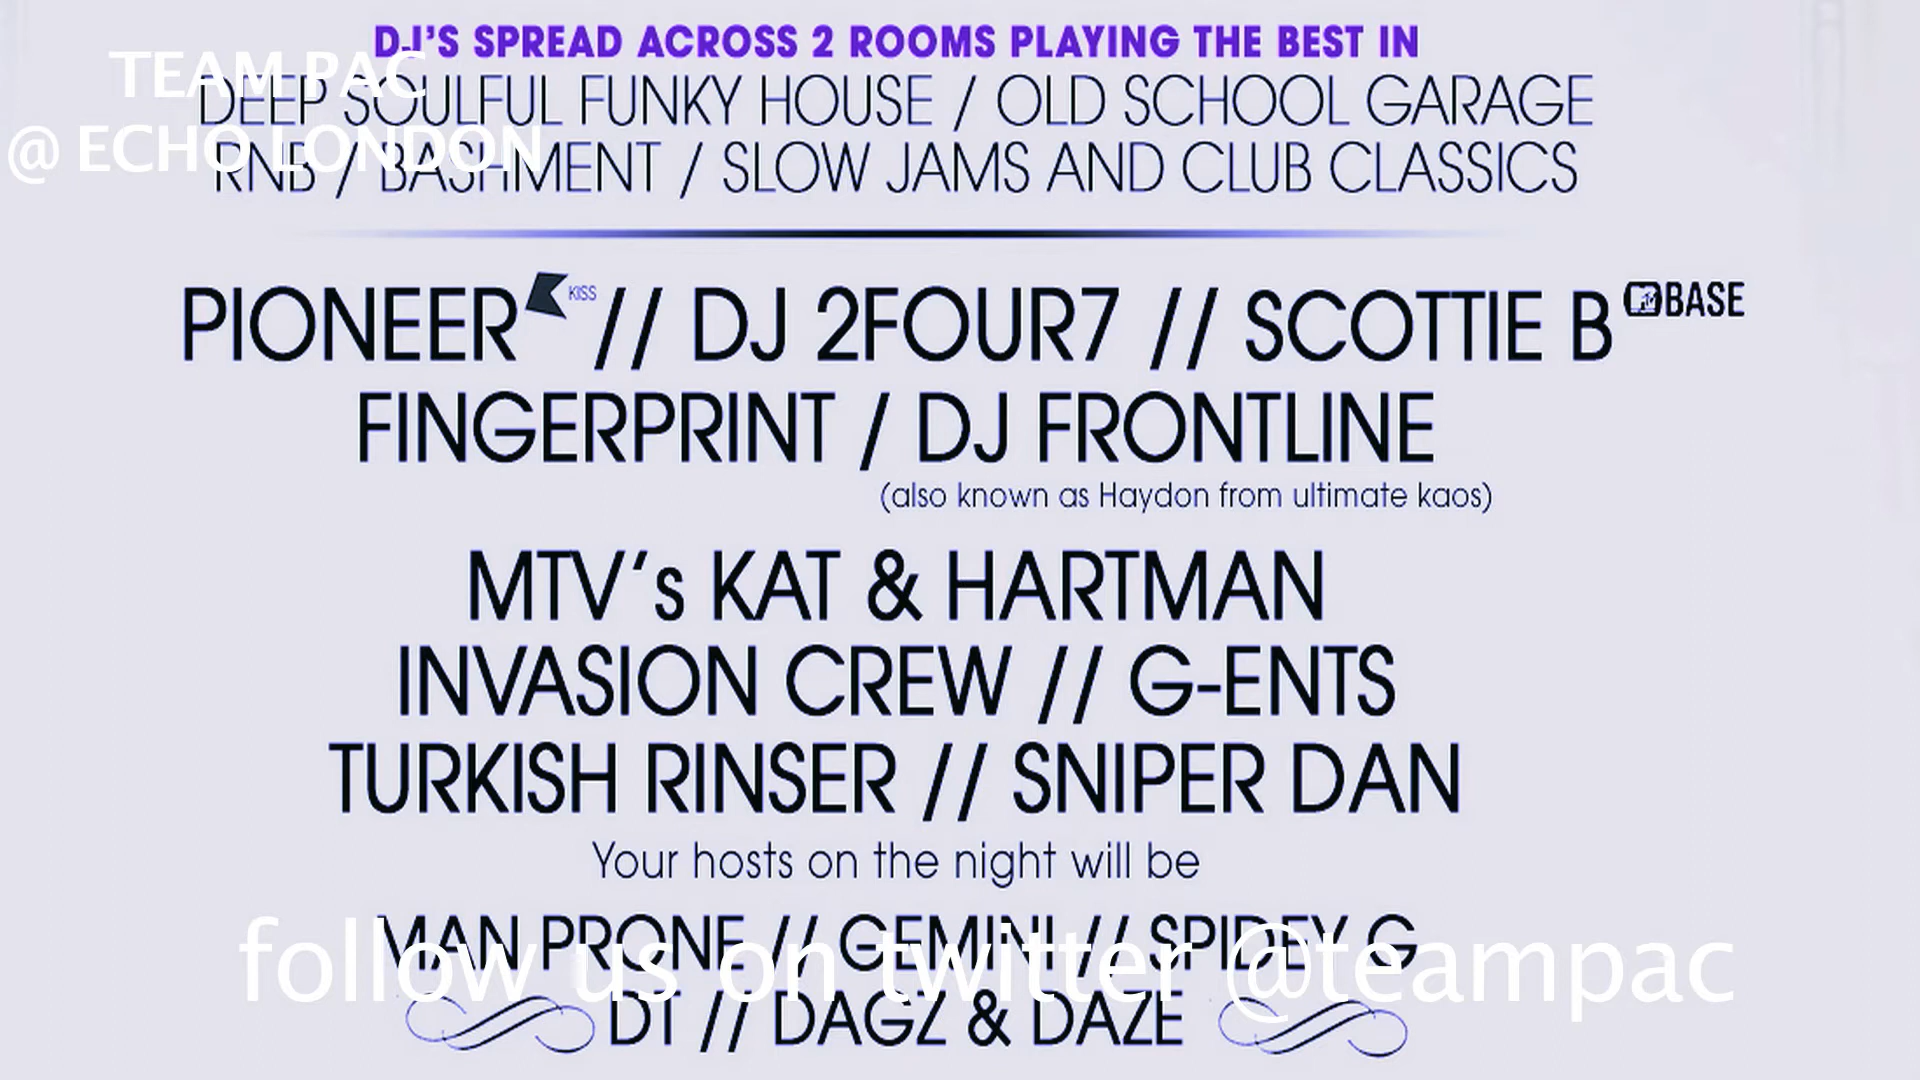 DJ'S SPREAD ACROSS 2 ROOMS PLAYING THE BEST IN
TEAM PAC
DEEP SOULFUL FUNKY HOUSE / OLD SCHOOL GARAGE
@ ECHO LONDON
RNB / BASHMENT / SLOW JAMS AND CLUB CLASSICS
PIONEER KISS // DJ 2FOUR7 // SCOTTIE B MTV BASE
FINGERPRINT / DJ FRONTLINE
(also known as Haydon from ultimate kaos)
MTV's KAT & HARTMAN
INVASION CREW // G-ENTS
TURKISH RINSER // SNIPER DAN
Your hosts on the night will be
MAN PRONE // GEMINI // SPIDEY G
follow us on twitter @teampac
DT // DAGZ & DAZE